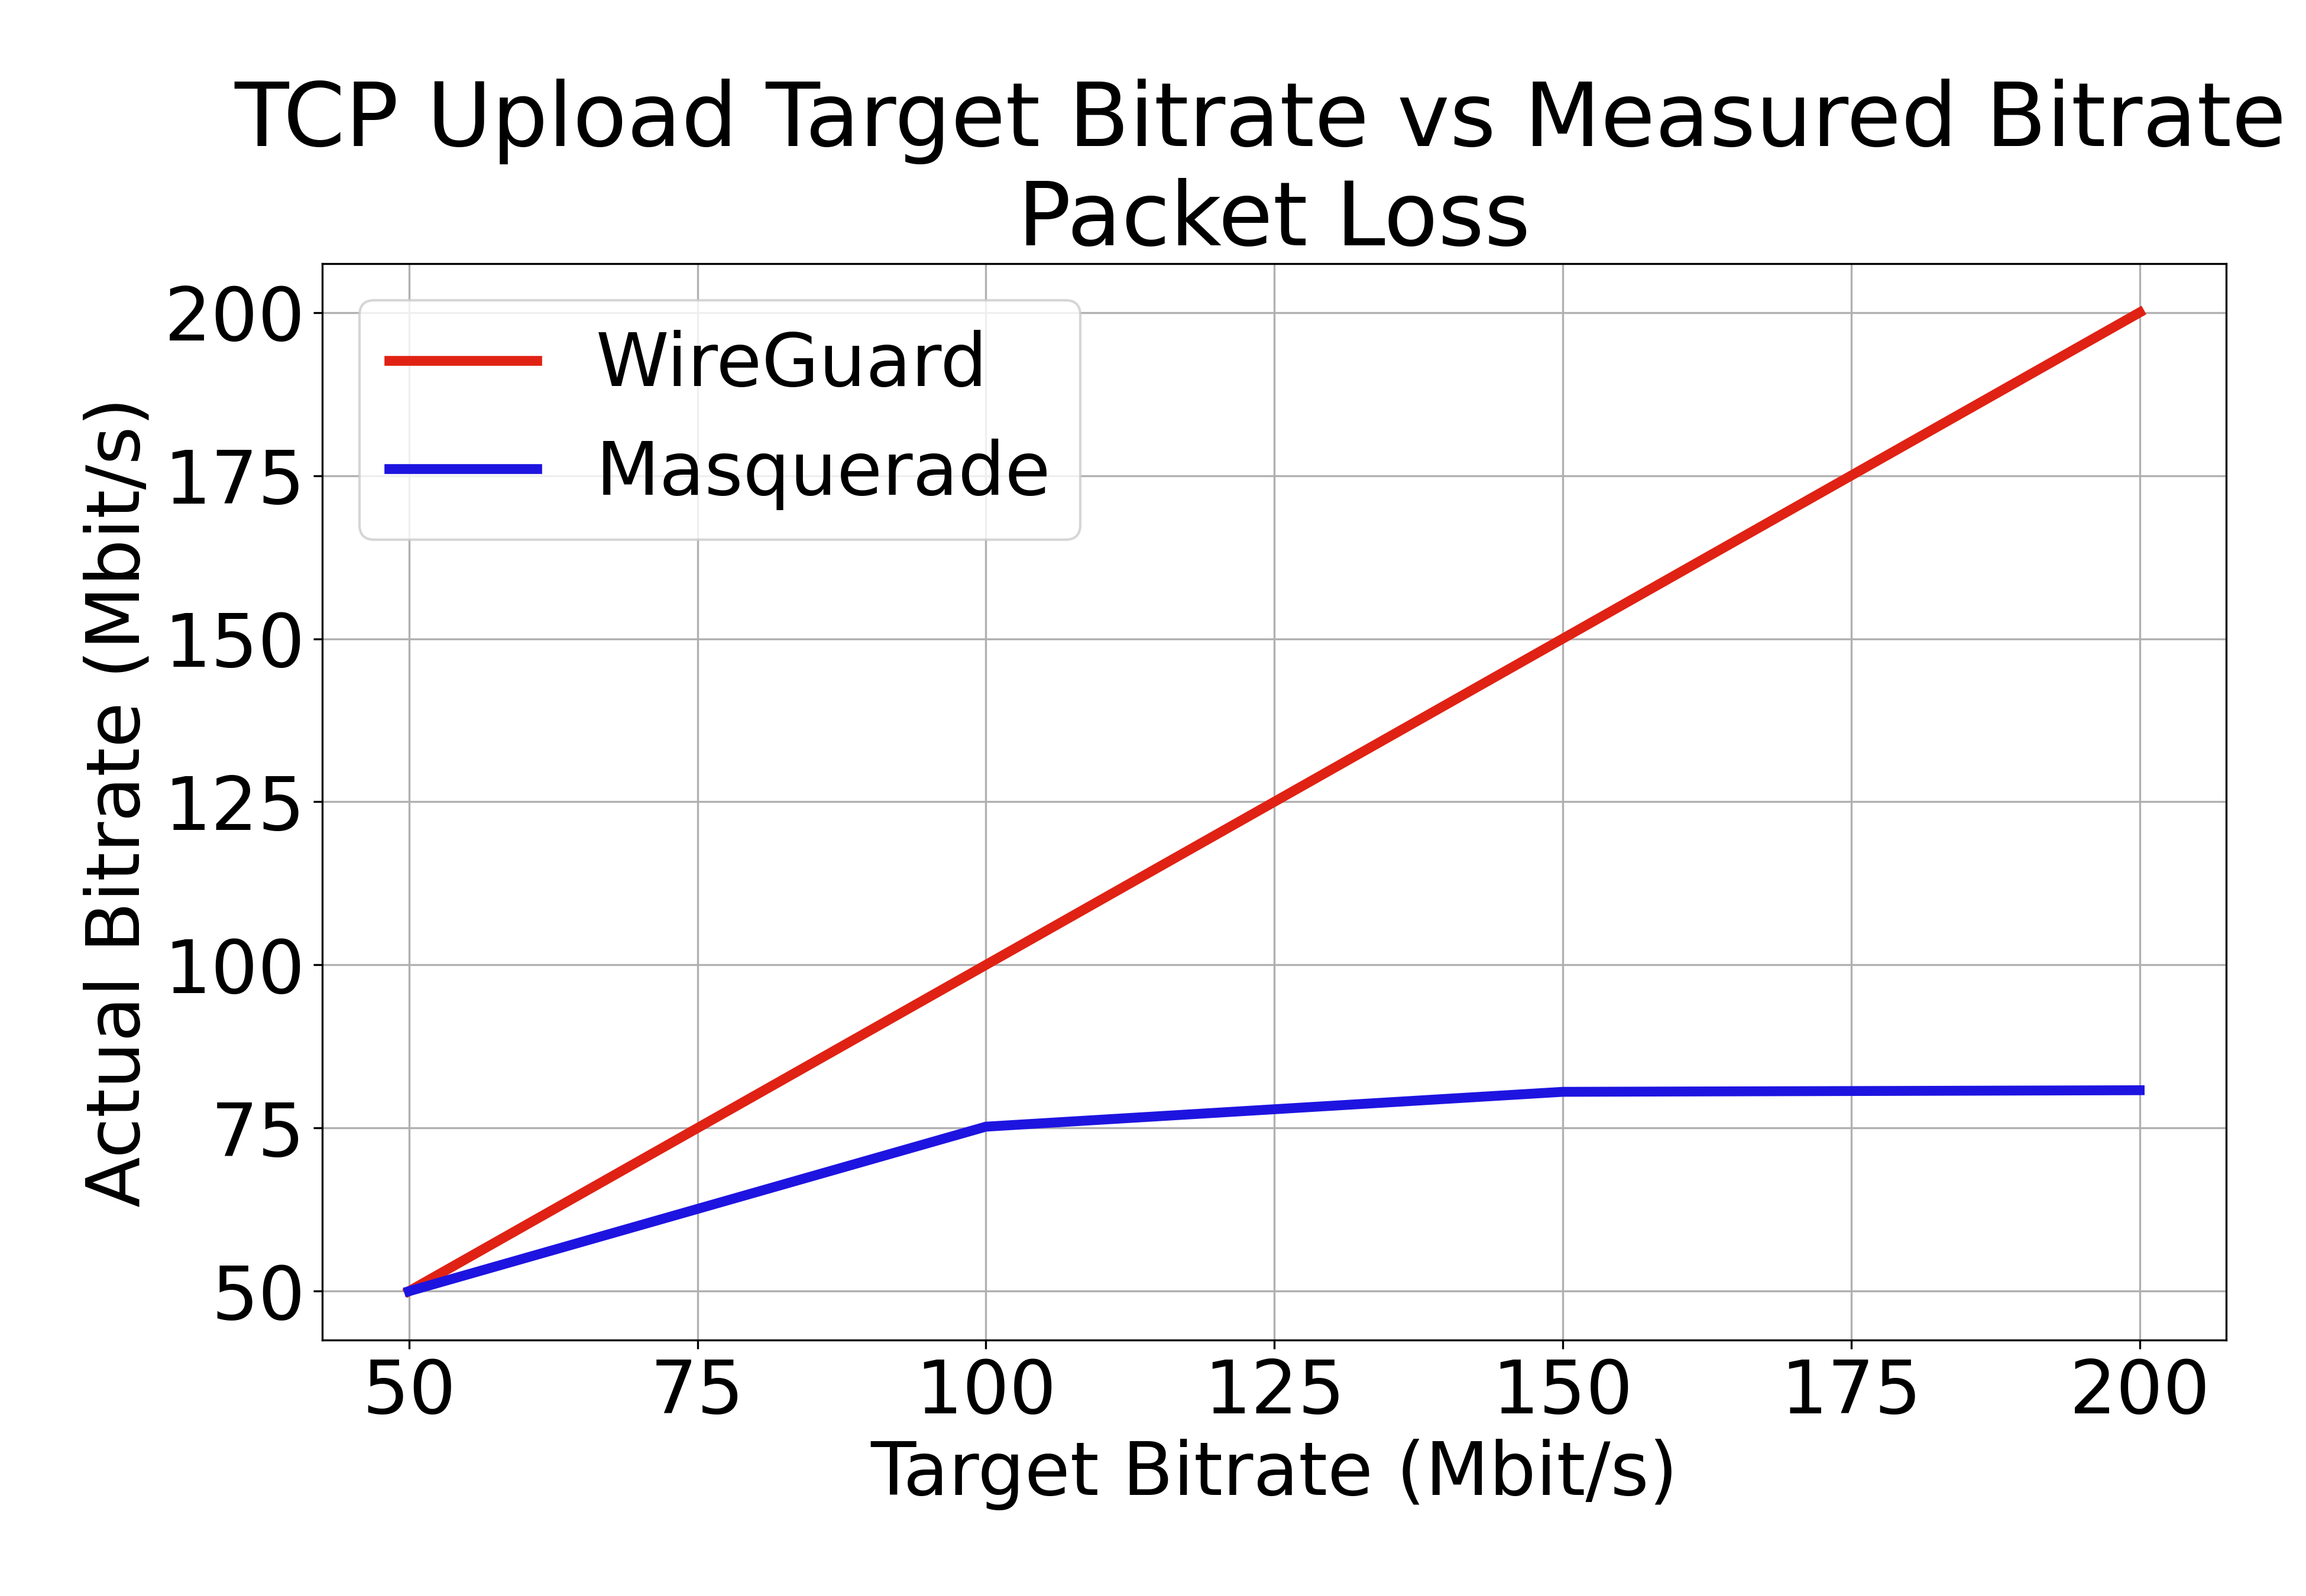 TCP Upload Target Bitrate vs Measured Bitrate
Packet Loss
WireGuard
Masquerade
Actual Bitrate (Mbit/s)
200
175
150
125
100
75
50
50 75 100 125 150 175 200
Target Bitrate (Mbit/s)